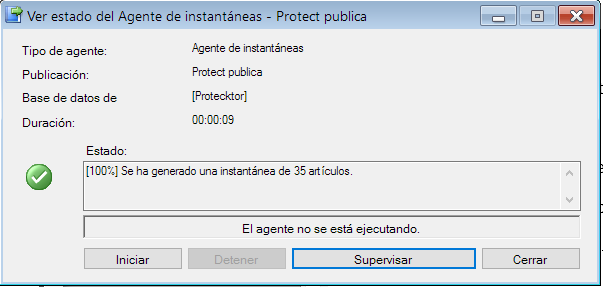 Ver estado del Agente de instantáneas - Protect publica
Tipo de agente: Agente de instantáneas
Publicación: Protect publica
Base de datos de [Protecktor]
Duración: 00:00:09
Estado:
[100%] Se ha generado una instantánea de 35 artículos.
El agente no se está ejecutando.
Iniciar Detener Supervisar Cerrar